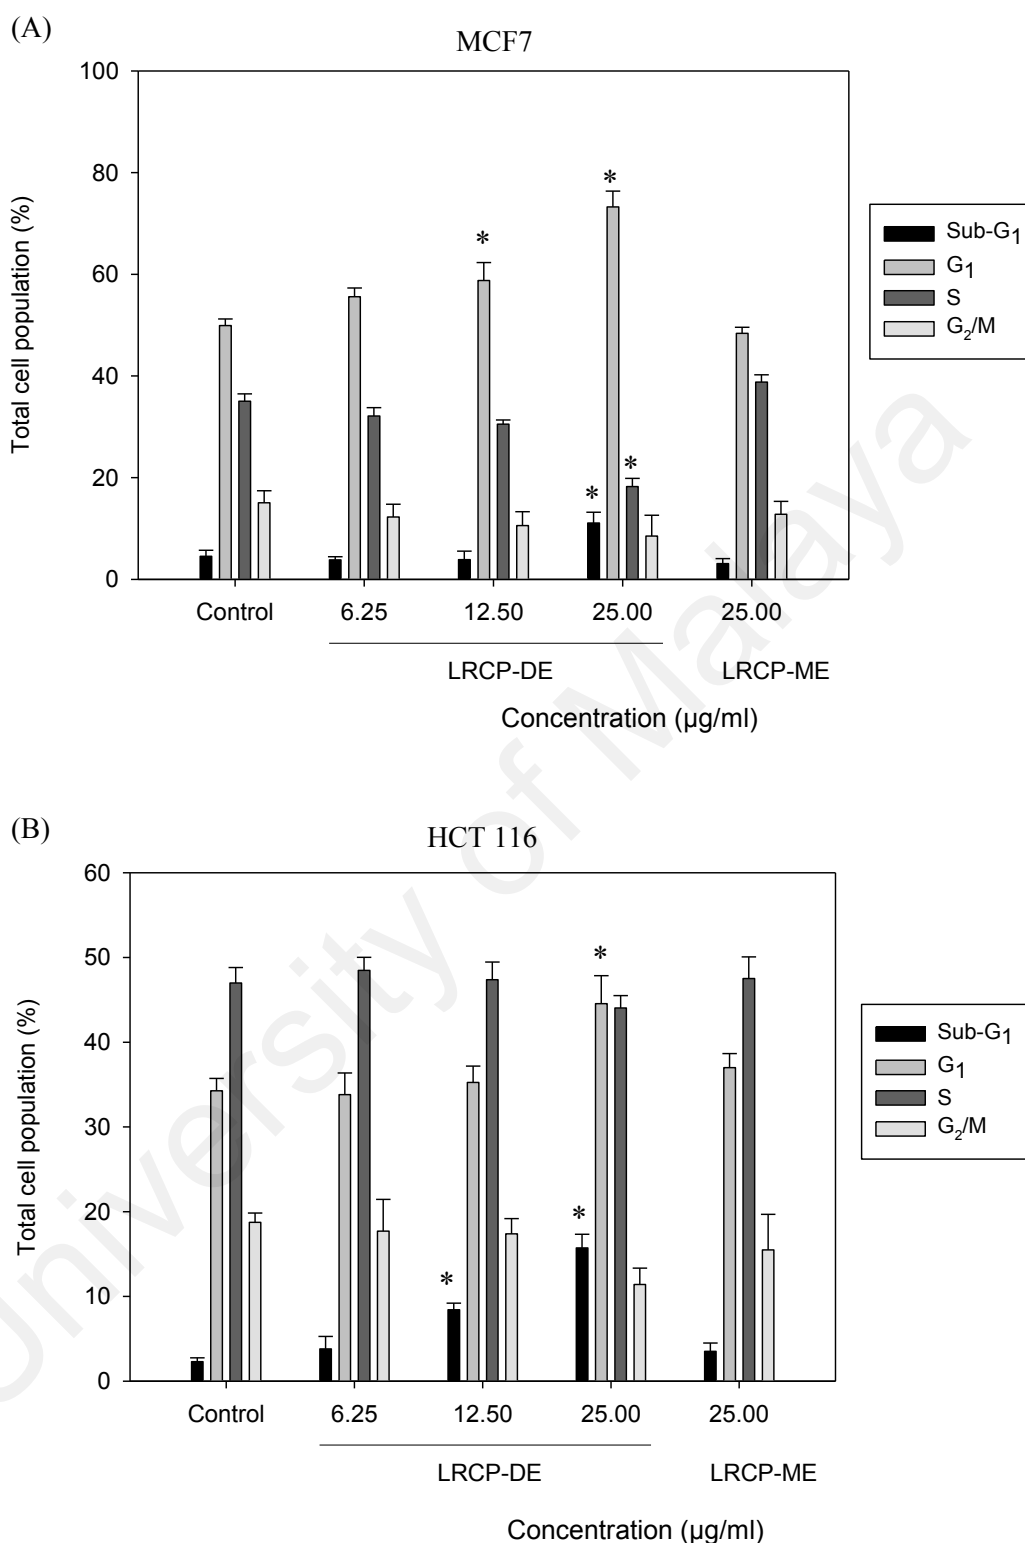 (A)
MCF7
100
80
60
40
20
0
Total cell population (%)
*
*
*
*
Sub-G1
G1
S
G2/M
Control 6.25 12.50 25.00 25.00
LRCP-DE LRCP-ME
Concentration (µg/ml)
(B)
HCT 116
60
50
40
30
20
10
0
Total cell population (%)
*
*
*
Sub-G1
G1
S
G2/M
Control 6.25 12.50 25.00 25.00
LRCP-DE LRCP-ME
Concentration (µg/ml)
University of Malaya